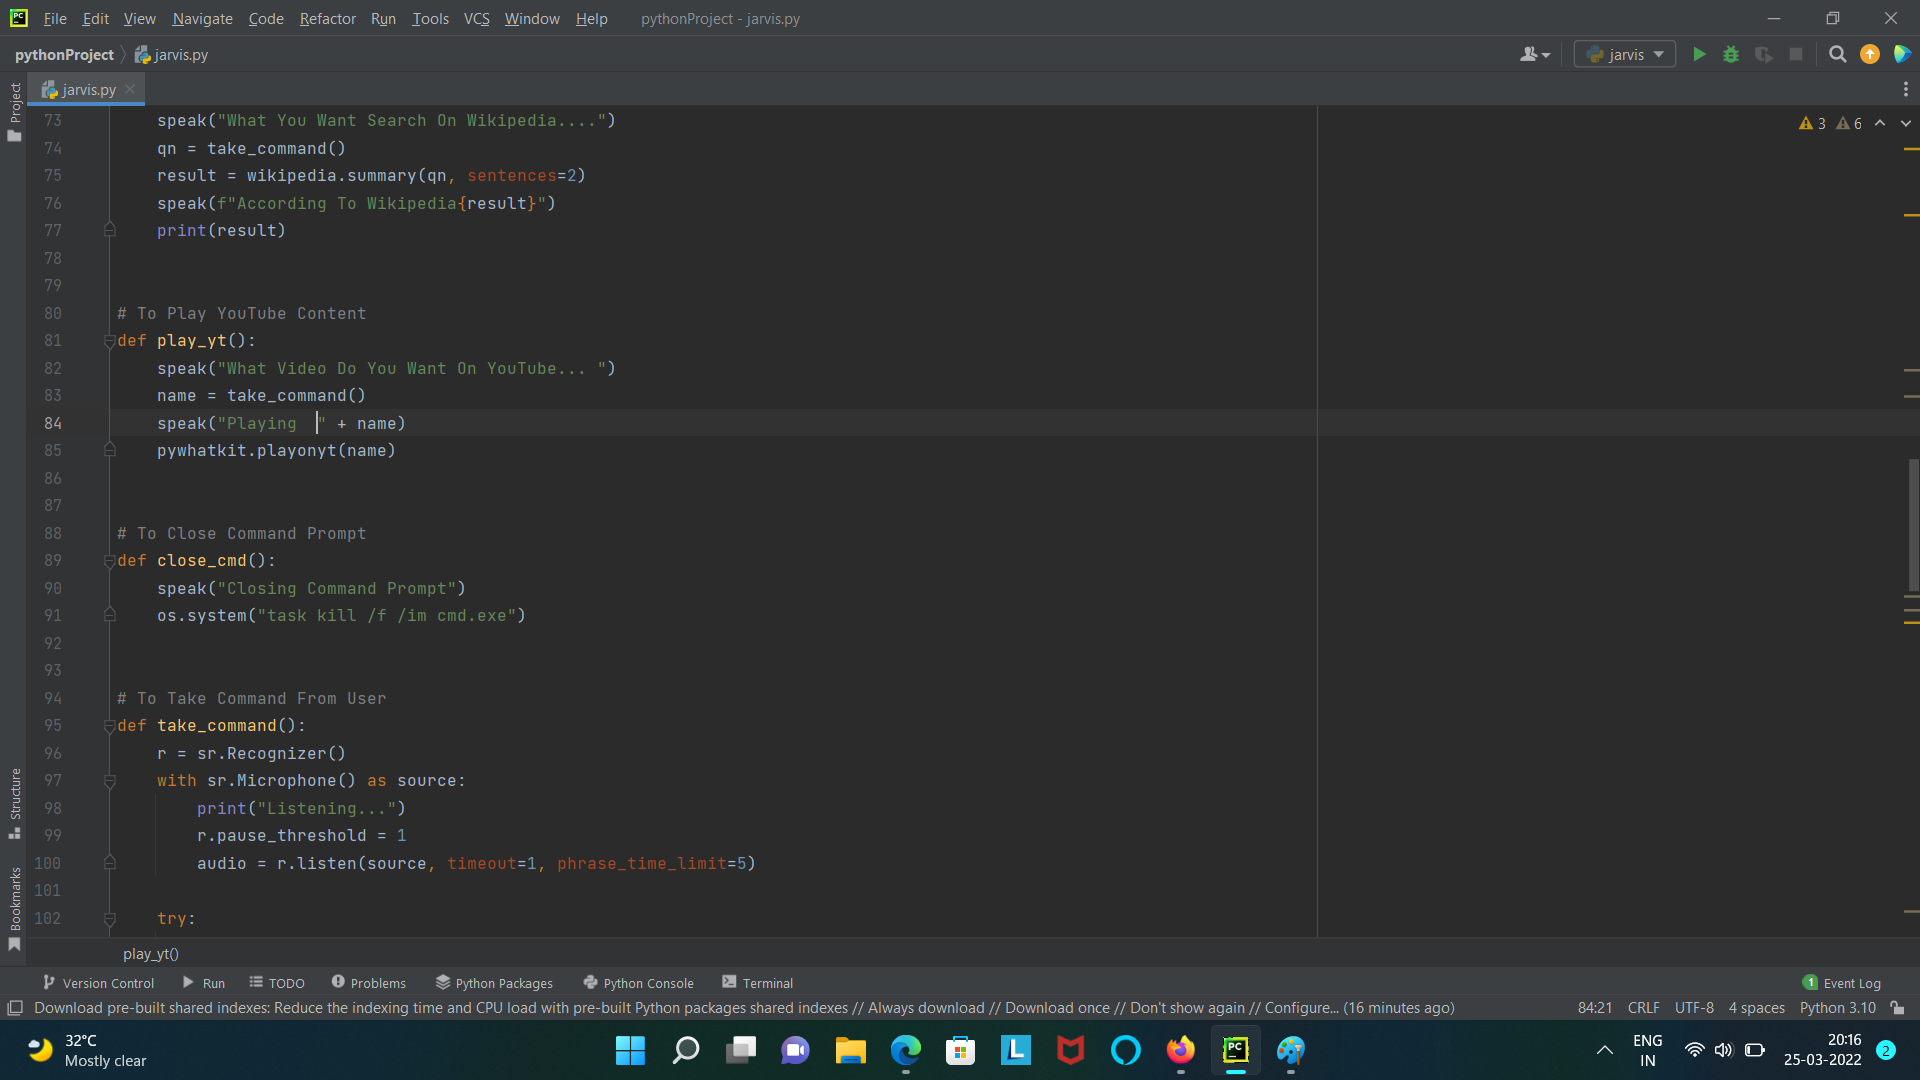 File Edit View Navigate Code Refactor Run Tools VCS Window Help pythonProject - jarvis.py
pythonProject jarvis.py jarvis
Project
jarvis.py
3 6
73 speak("What You Want Search On Wikipedia....")
74 qn = take_command()
75 result = wikipedia.summary(qn, sentences=2)
76 speak(f"According To Wikipedia{result}")
77 print(result)
78
79
80 # To Play YouTube Content
81 def play_yt():
82 speak("What Video Do You Want On YouTube... ")
83 name = take_command()
84 speak("Playing  " + name)
85 pywhatkit.playonyt(name)
86
87
88 # To Close Command Prompt
89 def close_cmd():
90 speak("Closing Command Prompt")
91 os.system("task kill /f /im cmd.exe")
92
93
94 # To Take Command From User
95 def take_command():
96 r = sr.Recognizer()
97 with sr.Microphone() as source:
98 print("Listening...")
99 r.pause_threshold = 1
100 audio = r.listen(source, timeout=1, phrase_time_limit=5)
101
102 try:
Structure
Bookmarks
play_yt()
Version Control Run TODO Problems Python Packages Python Console Terminal 1 Event Log
Download pre-built shared indexes: Reduce the indexing time and CPU load with pre-built Python packages shared indexes // Always download // Download once // Don't show again // Configure... (16 minutes ago) 84:21 CRLF UTF-8 4 spaces Python 3.10
32°C
Mostly clear
L
PC
ENG
IN
20:16
25-03-2022
2